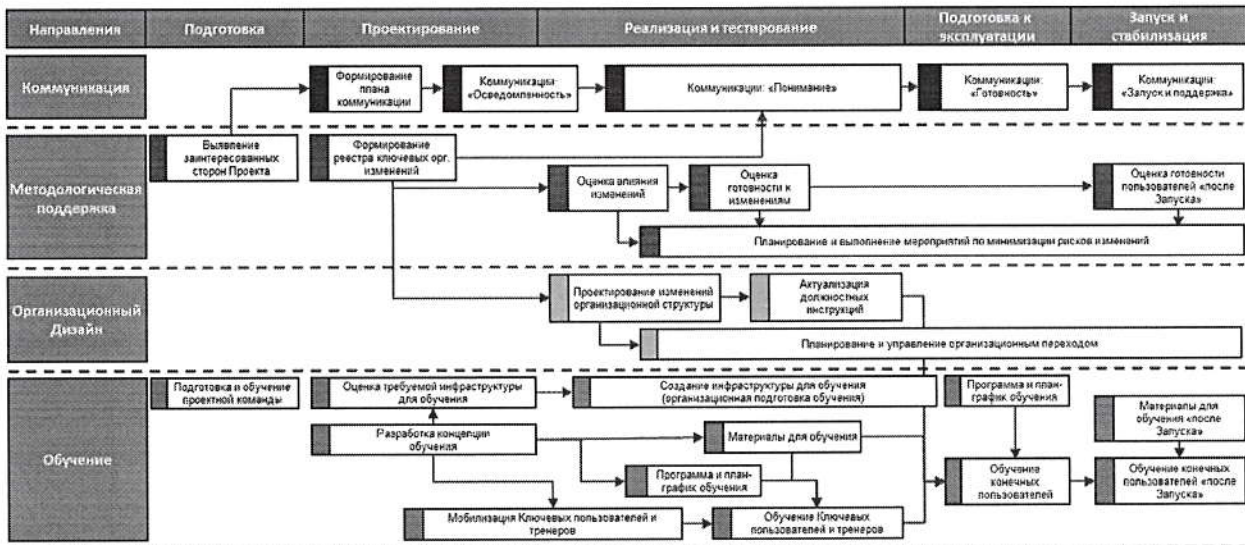 Направления
Подготовка
Проектирование
Реализация и тестирование
Подготовка к
эксплуатации
Запуск и
стабилизация
Коммуникация
Формирование
плана
коммуникации
Коммуникации:
«Осведомленность»
Коммуникации: «Понимание»
Коммуникации:
«Готовность»
Коммуникации:
«Запуск и поддержка»
Методологическая
поддержка
Выявление
заинтересованных
сторон Проекта
Формирование
реестра ключевых орг.
изменений
Оценка влияния
изменений
Оценка
готовности к
изменениям
Оценка готовности
пользователей «после
Запуска»
Планирование и выполнение мероприятий по минимизации рисков изменений
Организационный
Дизайн
Проектирование изменений
организационной структуры
Актуализация
должностных
инструкций
Планирование и управление организационным переходом
Обучение
Подготовка и обучение
проектной команды
Оценка требуемой инфраструктуры
для обучения
Создание инфраструктуры для обучения
(организационная подготовка обучения)
Программа и план-
график обучения
Материалы для
обучения «после
Запуска»
Разработка концепции
обучения
Материалы для обучения
Программа и план-
график обучения
Обучение
конечных
пользователей
Обучение конечных
пользователей «после
Запуска»
Мобилизация Ключевых пользователей и
тренеров
Обучение Ключевых
пользователей и тренеров